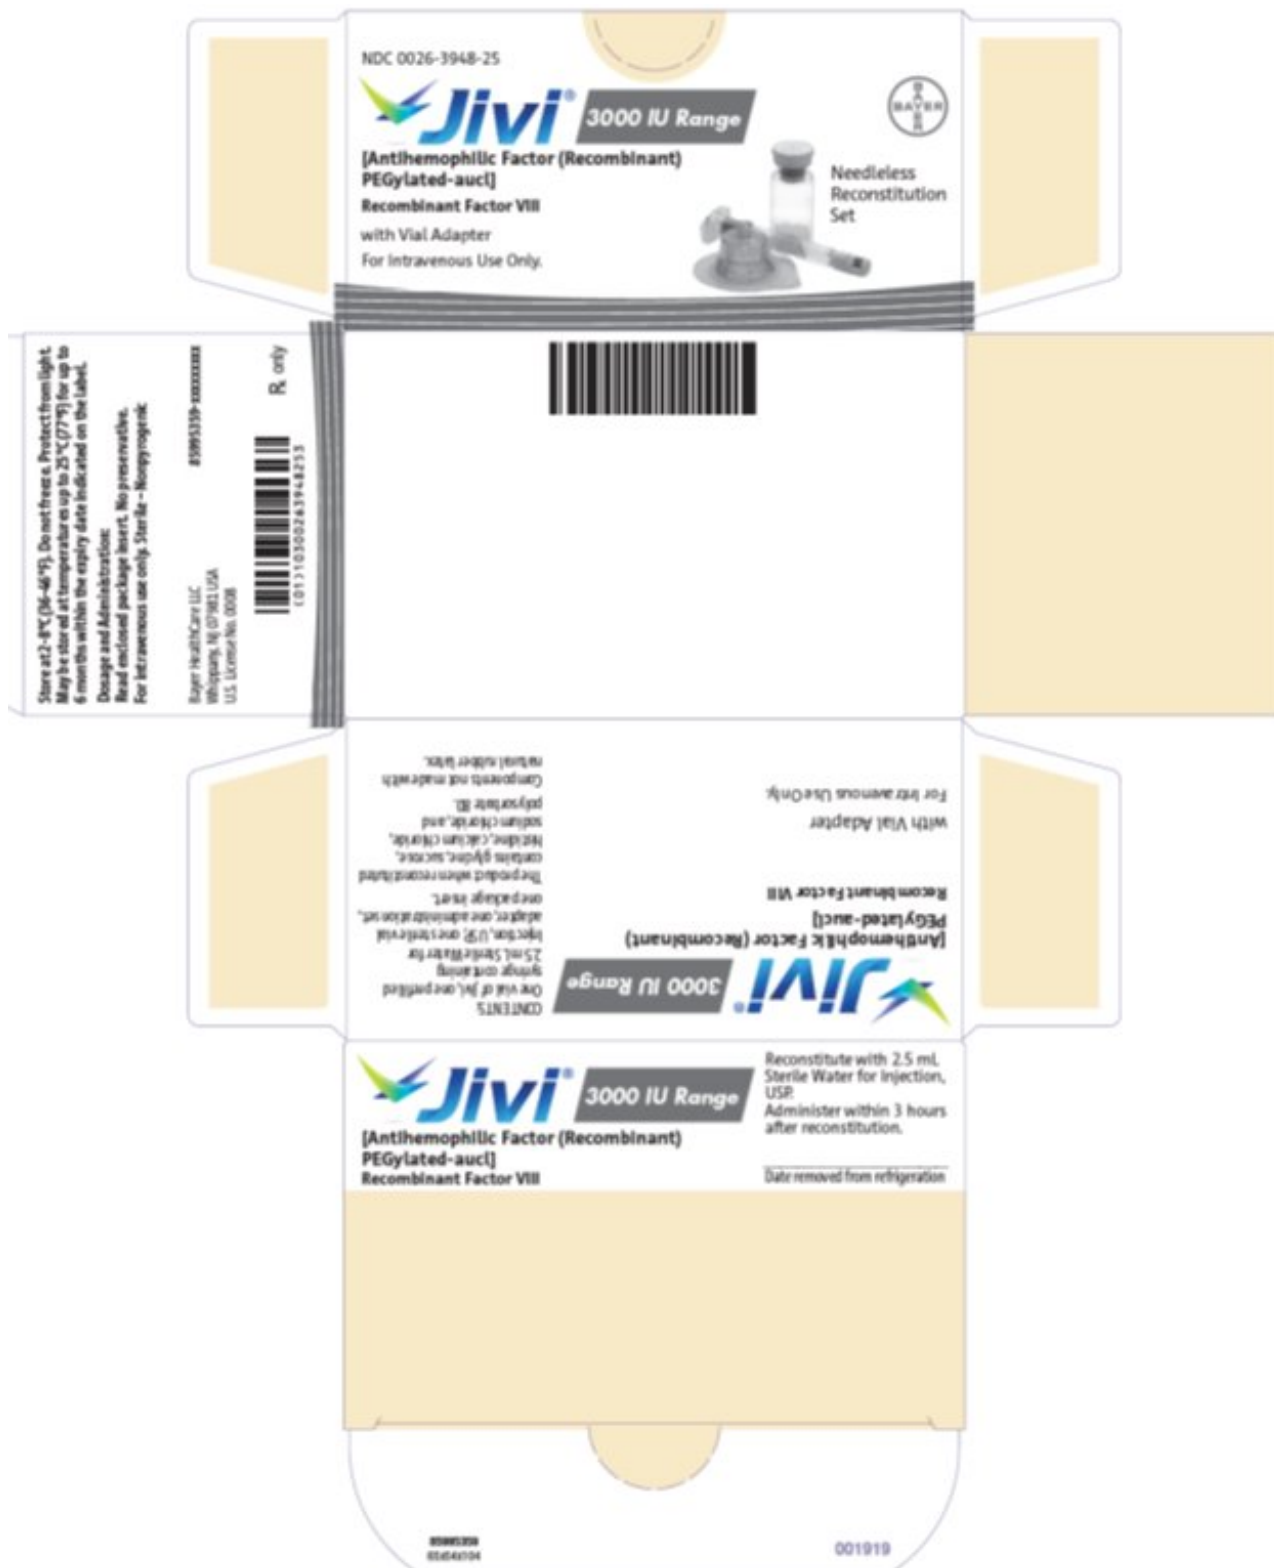 NDC 0026-3948-25
Jivi® 3000 IU Range
BAYER
BAYER
[Antihemophilic Factor (Recombinant)
PEGylated-aucl]
Recombinant Factor VIII
with Vial Adapter
For Intravenous Use Only.
Needleless
Reconstitution
Set
Store at 2-8°C (36-46°F). Do not freeze. Protect from light.
May be stored at temperatures up to 25°C (77°F) for up to
6 months within the expiry date indicated on the label.
Dosage and Administration:
Read enclosed package insert. No preservative.
For intravenous use only. Sterile – Nonpyrogenic
Bayer HealthCare LLC
Whippany, NJ 07981 USA
U.S. License No. 0008
(01)10300263948253
Rx only
CONTENTS
One vial of Jivi, one prefilled
syringe containing
2.5 mL Sterile Water for
Injection, USP, one sterile vial
adapter, one administration set,
one package insert.
The product when reconstituted
contains glycine, sucrose,
histidine, calcium chloride,
sodium chloride, and
polysorbate 80.
Components not made with
natural rubber latex.
Jivi® 3000 IU Range
[Antihemophilic Factor (Recombinant)
PEGylated-aucl]
Recombinant Factor VIII
with Vial Adapter
For Intravenous Use Only.
Jivi® 3000 IU Range
[Antihemophilic Factor (Recombinant)
PEGylated-aucl]
Recombinant Factor VIII
Reconstitute with 2.5 mL
Sterile Water for Injection,
USP.
Administer within 3 hours
after reconstitution.
Date removed from refrigeration
001919